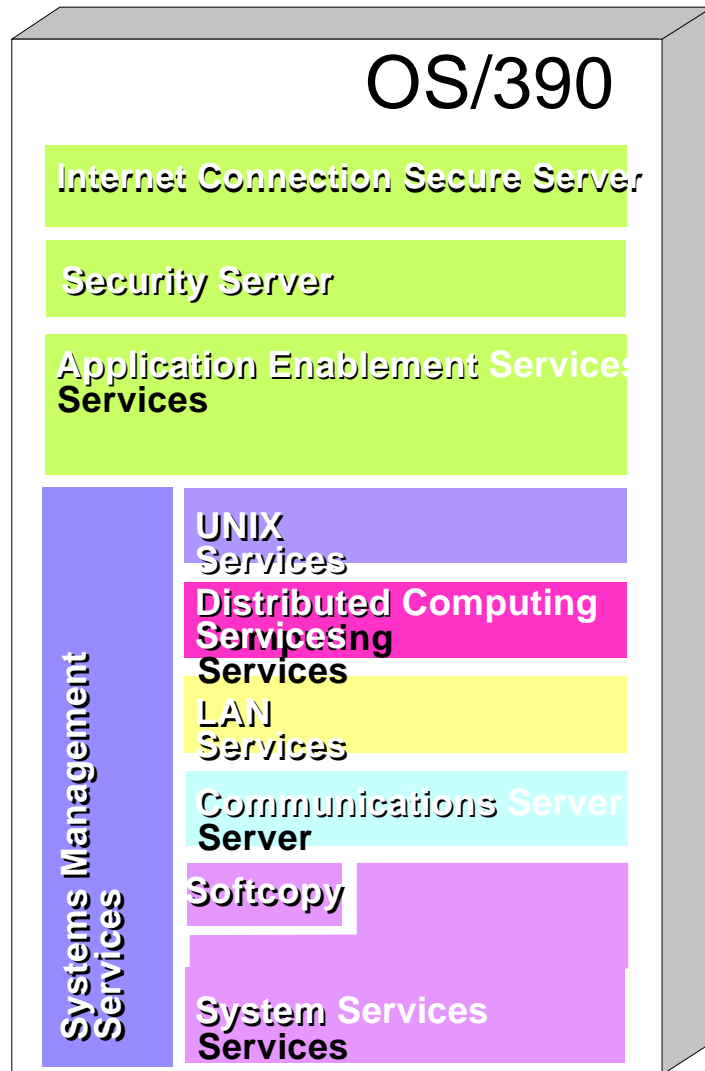 OS/390
Internet Connection Secure Server
Security Server
Application Enablement Services
Services
UNIX
Services
Distributed Computing
Services
Computing
Services
LAN
Services
Communications Server
Server
Softcopy
System Services
Services
Systems Management
Services